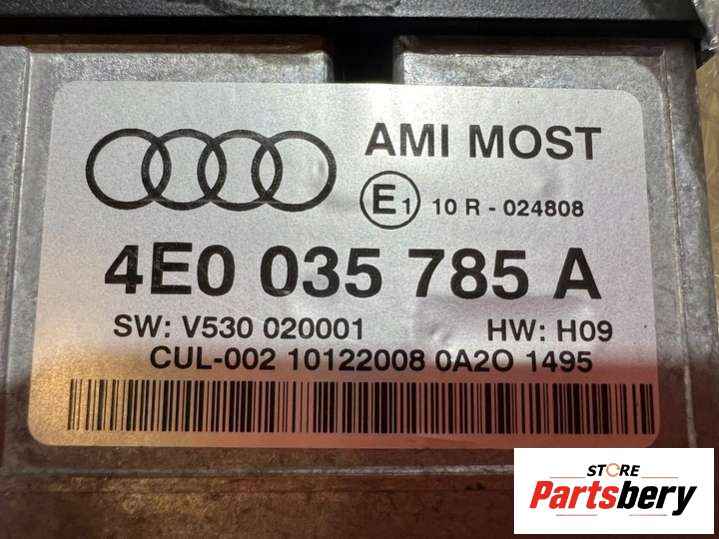 AMI MOST
E1 10 R - 024808
4E0 035 785 A
SW: V530 020001 HW: H09
CUL-002 10122008 0A2O 1495
STORE
Partsbery